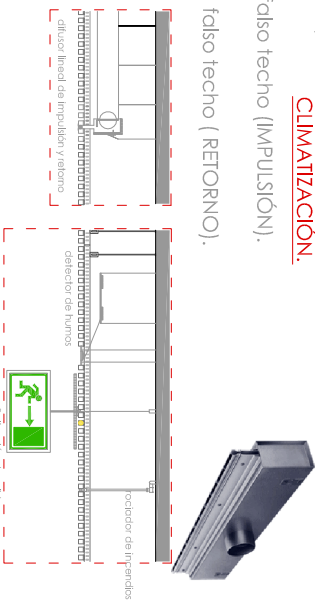 CLIMATIZACIÓN.
falso techo (IMPULSIÓN).
falso techo ( RETORNO).
difusor lineal de impulsión y retorno
detector de humos
rociador de incendios